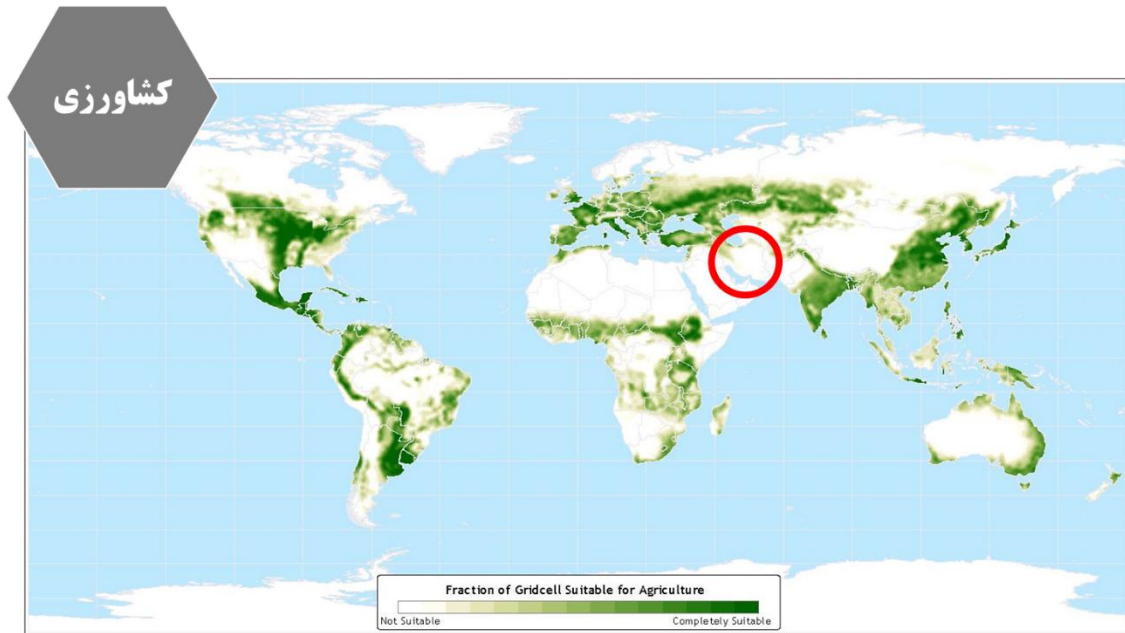 کشاورزی
Fraction of Gridcell Suitable for Agriculture
Not Suitable
Completely Suitable